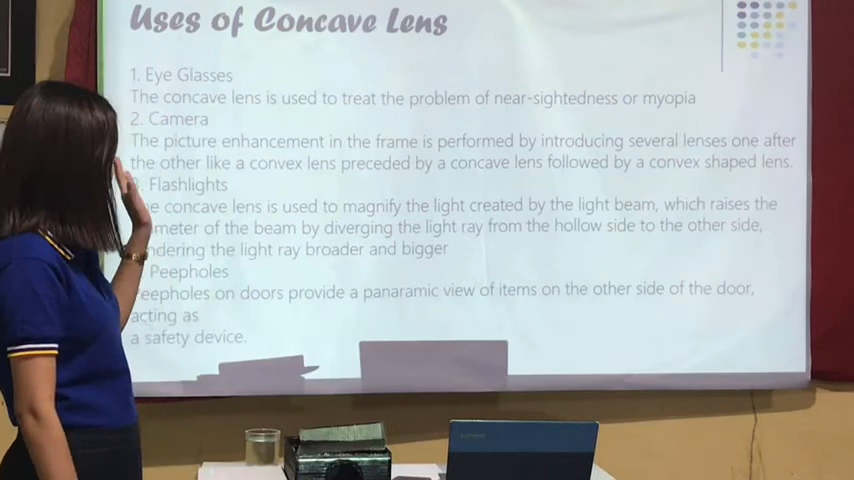 Uses of Concave Lens
1. Eye Glasses
The concave lens is used to treat the problem of near-sightedness or myopia
2. Camera
The picture enhancement in the frame is performed by introducing several lenses one after
the other like a convex lens preceded by a concave lens followed by a convex shaped lens.
Flashlights
concave lens is used to magnify the light created by the light beam, which raises the
of the beam by diverging the light ray from the hollow side to the other side,
the light ray broader and bigger
Peepholes
Peepholes on doors provide a panaramic view of items on the other side of the door,
acting as
a safety device.